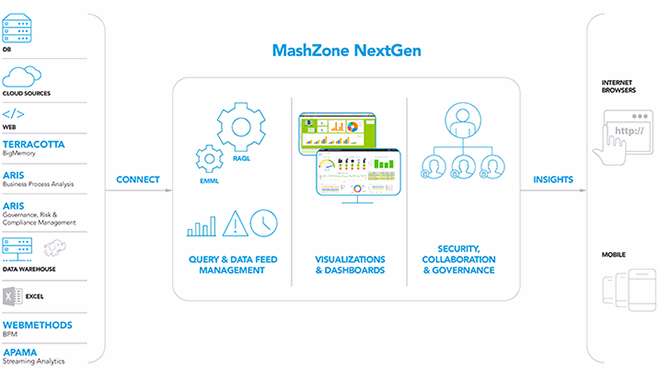 MashZone NextGen
DB
CLOUD SOURCES
</>
WEB
TERRACOTTA
BigMemory
ARIS
Business Process Analysis
ARIS
Governance, Risk &
Compliance Management
DATA WAREHOUSE
X
EXCEL
WEBMETHODS
BPM
APAMA
Streaming Analytics
CONNECT
RAQL
EMML
QUERY & DATA FEED
MANAGEMENT
VISUALIZATIONS
& DASHBOARDS
SECURITY,
COLLABORATION
& GOVERNANCE
INSIGHTS
INTERNET
BROWSERS
http://
MOBILE